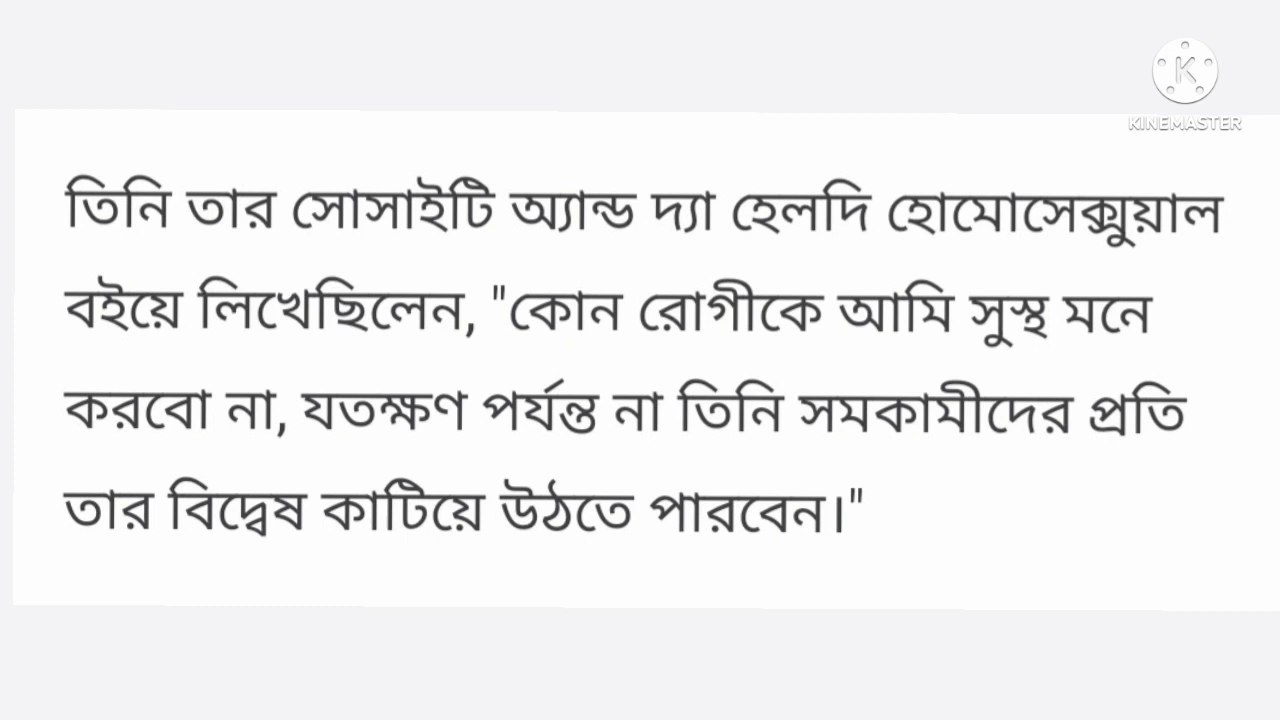 KINEMASTER
তিনি তার সোসাইটি অ্যান্ড দ্যা হেলদি হোমোসেক্সুয়াল
বইয়ে লিখেছিলেন, "কোন রোগীকে আমি সুস্থ মনে
করবো না, যতক্ষণ পর্যন্ত না তিনি সমকামীদের প্রতি
তার বিদ্বেষ কাটিয়ে উঠতে পারবেন।"